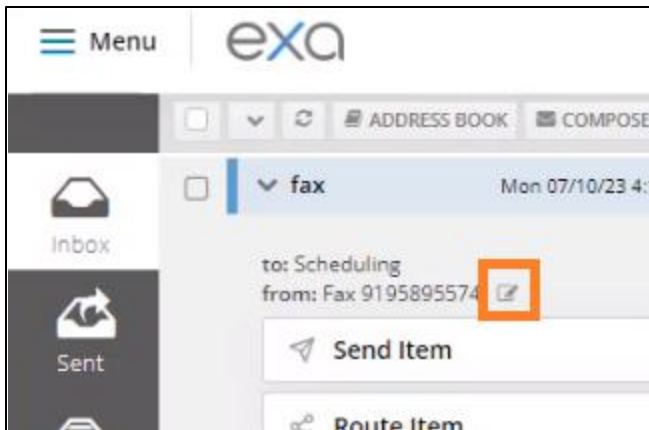 Menu
exa
ADDRESS BOOK
COMPOSE
fax
Mon 07/10/23 4:
Inbox
to: Scheduling
from: Fax 9195895574
Sent
Send Item
Route Item